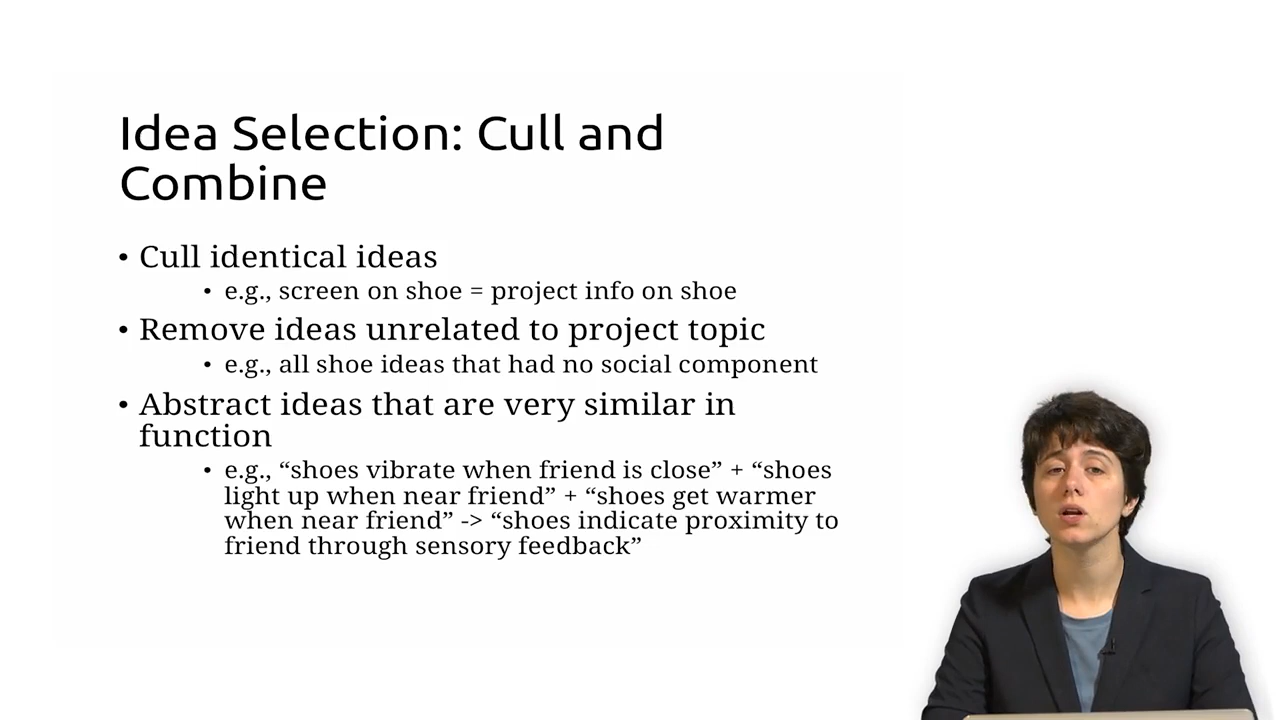 Idea Selection: Cull and
Combine
• Cull identical ideas
• e.g., screen on shoe = project info on shoe
• Remove ideas unrelated to project topic
• e.g., all shoe ideas that had no social component
• Abstract ideas that are very similar in
function
• e.g., “shoes vibrate when friend is close” + “shoes
light up when near friend” + “shoes get warmer
when near friend” -> “shoes indicate proximity to
friend through sensory feedback”